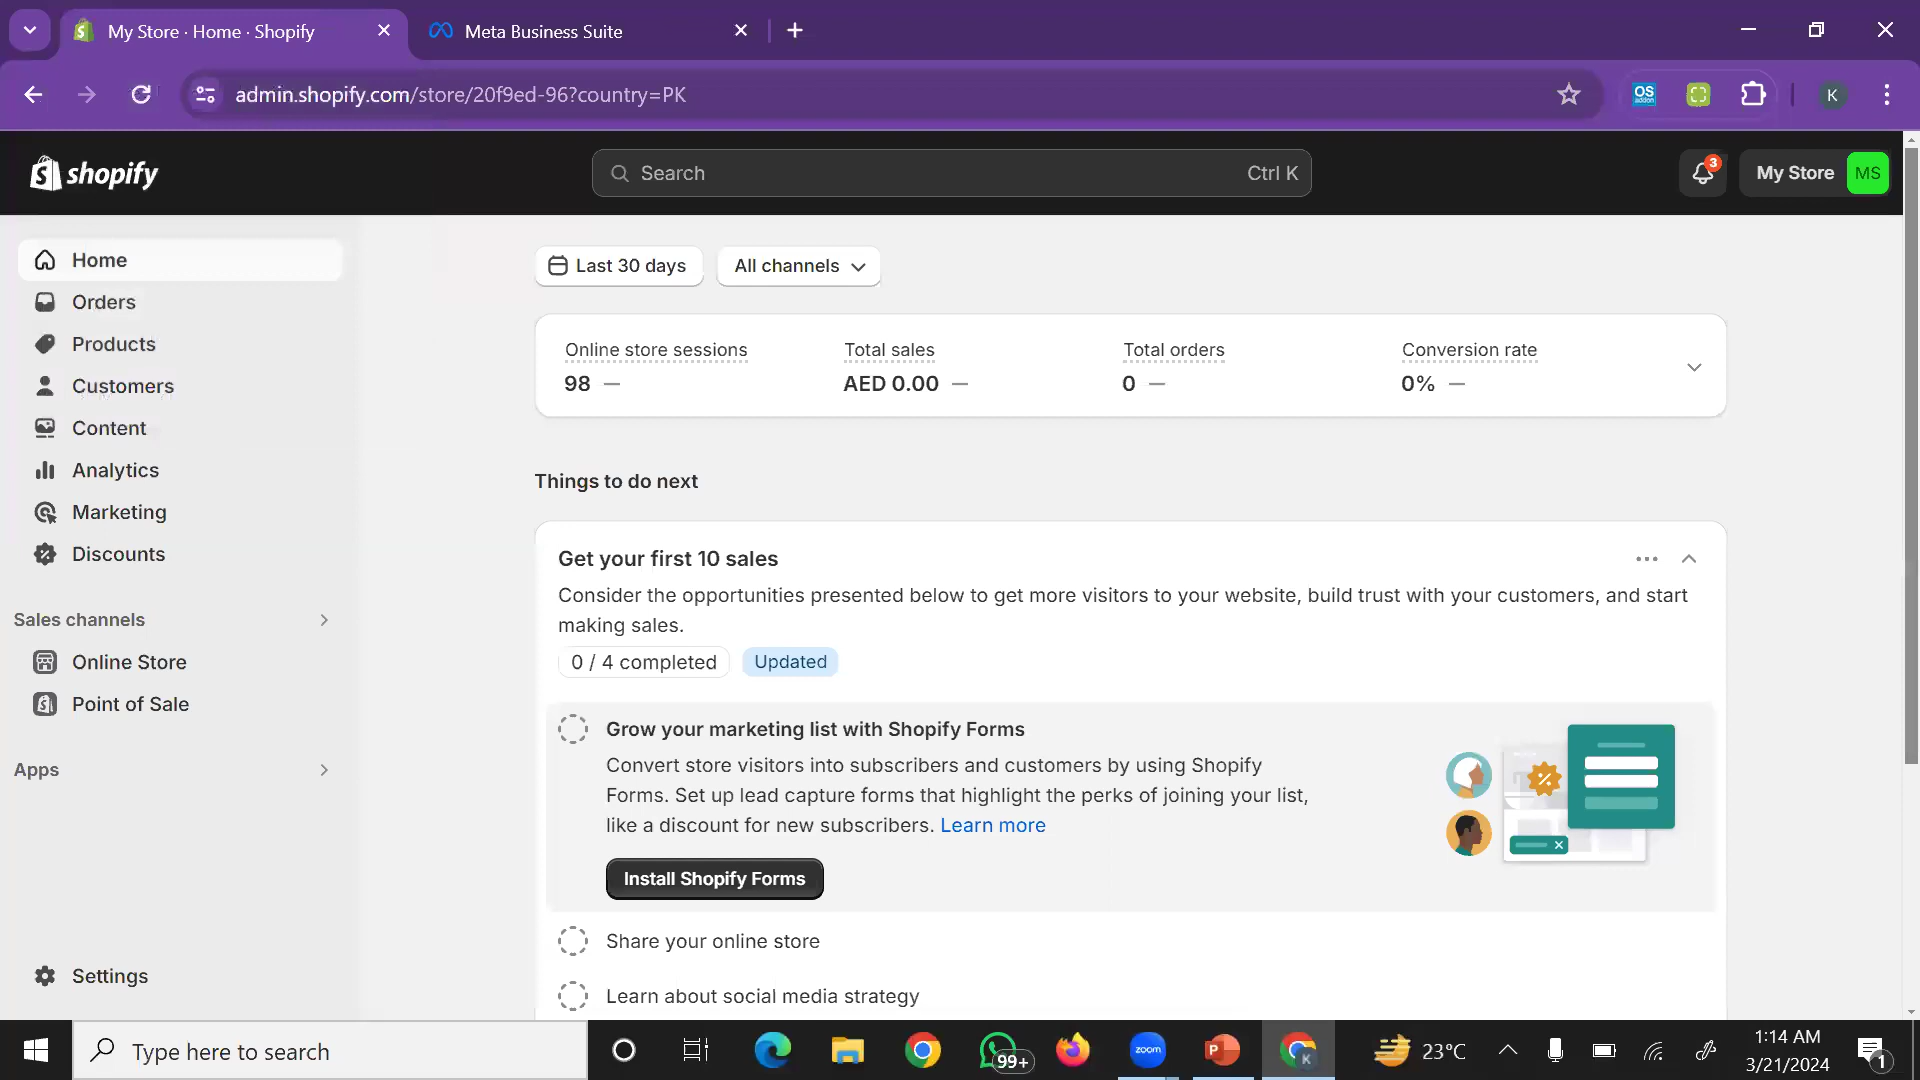 My Store · Home · Shopify
Meta Business Suite
admin.shopify.com/store/20f9ed-96?country=PK
OS
addon
K
shopify
Search
Ctrl K
3
My Store
MS
Home
Orders
Products
Customers
Content
Analytics
Marketing
Discounts
Sales channels
Online Store
Point of Sale
Apps
Settings
Last 30 days
All channels
Online store sessions
98 —
Total sales
AED 0.00 —
Total orders
0 —
Conversion rate
0% —
Things to do next
Get your first 10 sales
Consider the opportunities presented below to get more visitors to your website, build trust with your customers, and start
making sales.
0 / 4 completed
Updated
Grow your marketing list with Shopify Forms
Convert store visitors into subscribers and customers by using Shopify
Forms. Set up lead capture forms that highlight the perks of joining your list,
like a discount for new subscribers. Learn more
Install Shopify Forms
Share your online store
Learn about social media strategy
Type here to search
99+
zoom
P
K
23°C
1:14 AM
3/21/2024
1